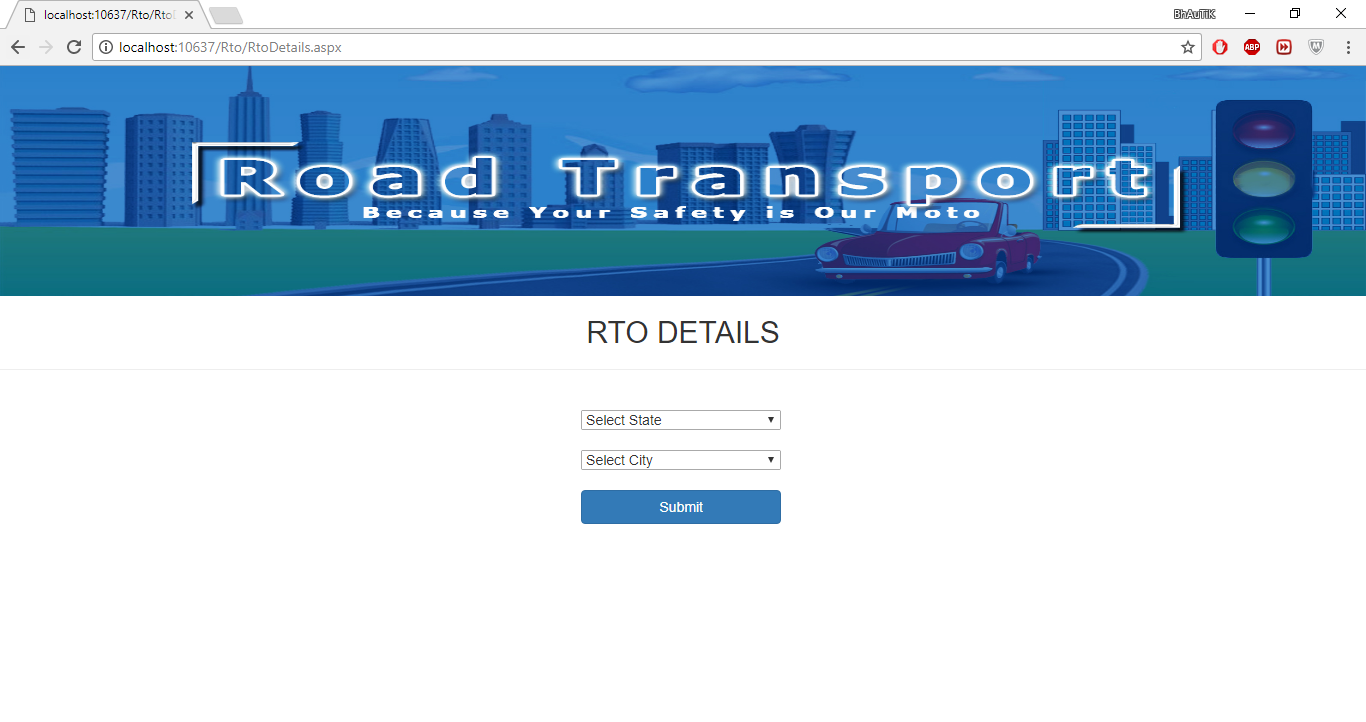 localhost:10637/Rto/Rto
BhAuTiK
localhost:10637/Rto/RtoDetails.aspx
ABP
M
Road Transport
Because Your Safety is Our Moto
RTO DETAILS
Select State
Select City
Submit